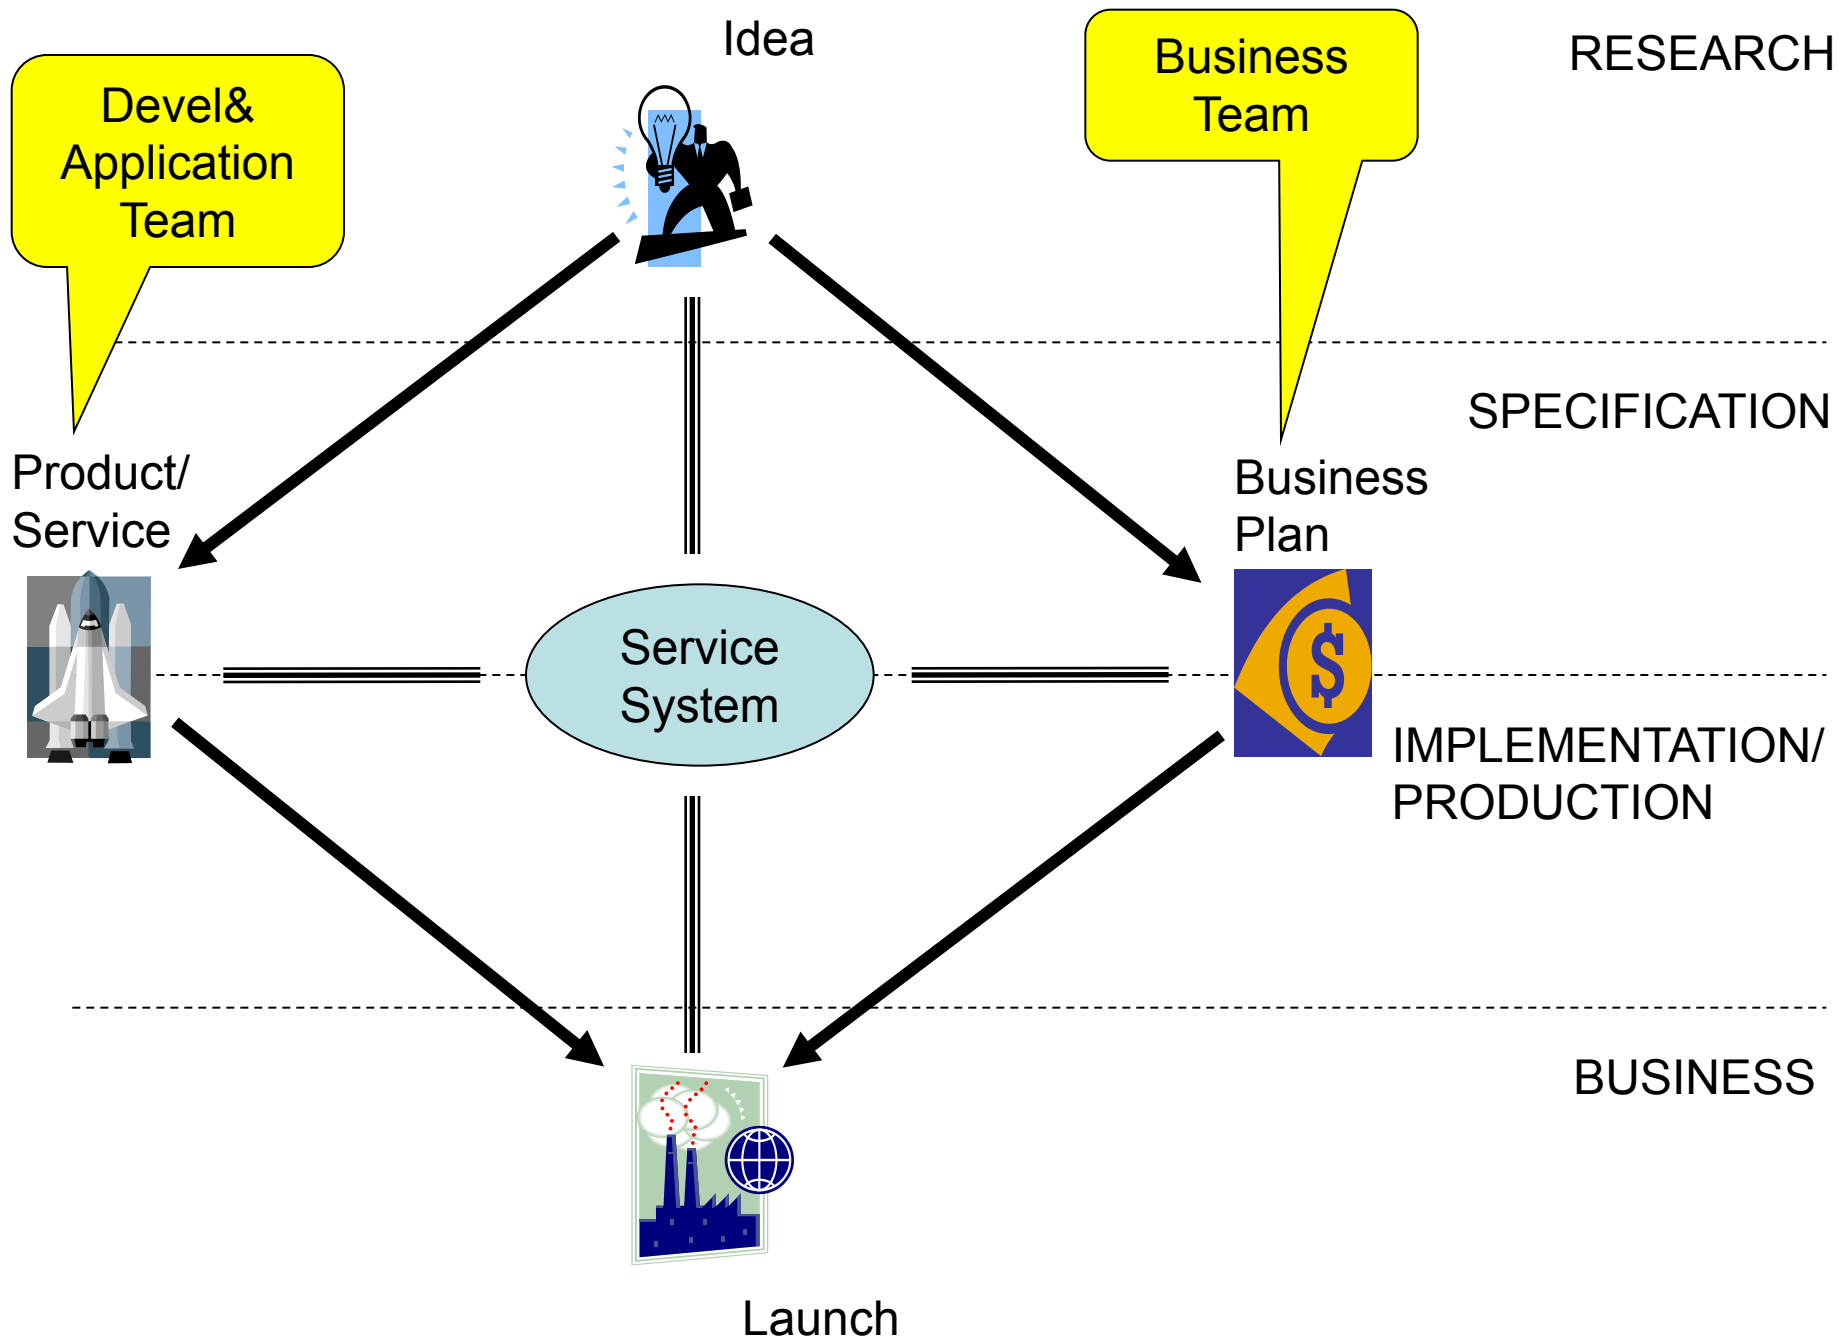 Idea
RESEARCH
Devel&
Application
Team
Business
Team
SPECIFICATION
Product/
Service
Business
Plan
Service
System
$
IMPLEMENTATION/
PRODUCTION
BUSINESS
Launch